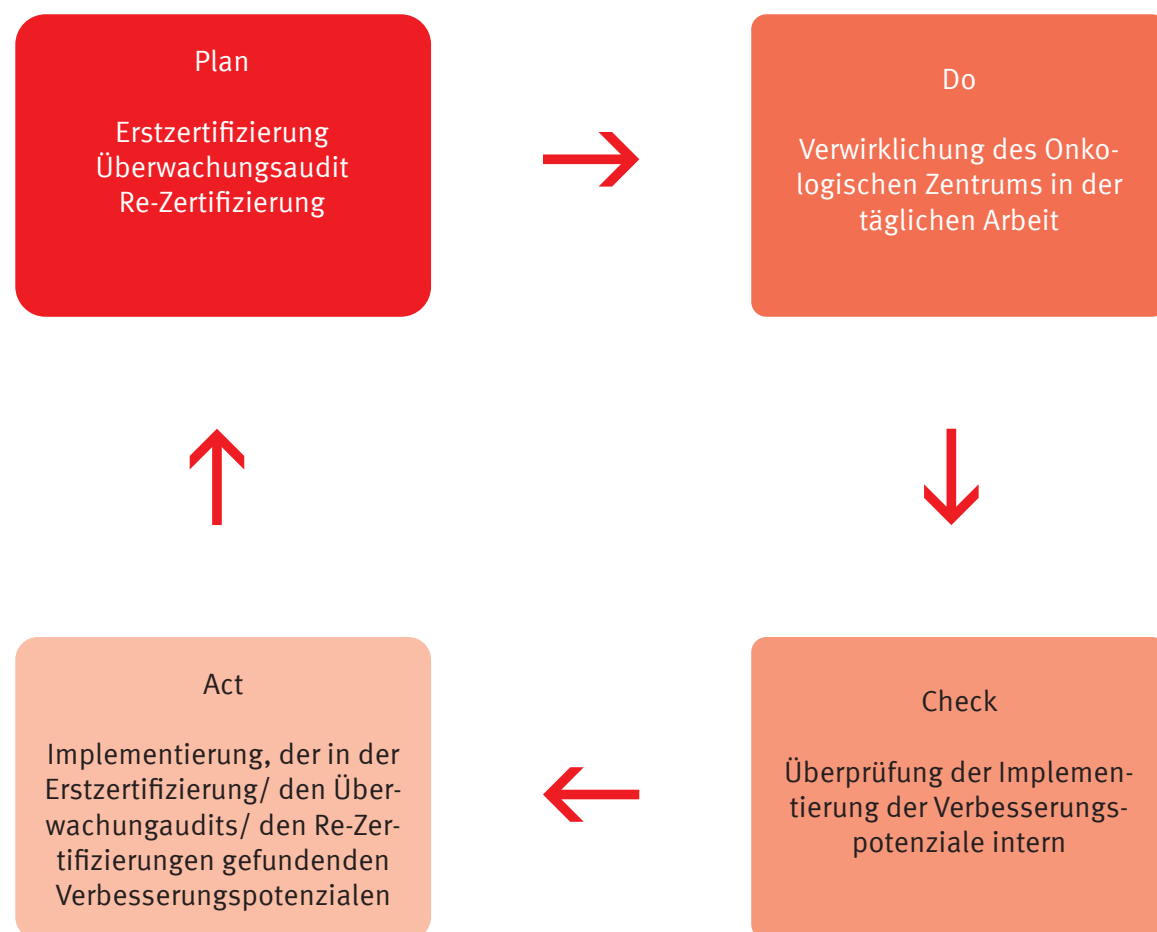 Plan
Erstzertifizierung
Überwachungsaudit
Re-Zertifizierung
Do
Verwirklichung des Onko-
logischen Zentrums in der
täglichen Arbeit
Check
Überprüfung der Implemen-
tierung der Verbesserungs-
potenziale intern
Act
Implementierung, der in der
Erstzertifizierung/ den Über-
wachungaudits/ den Re-Zer-
tifizierungen gefundenden
Verbesserungspotenzialen